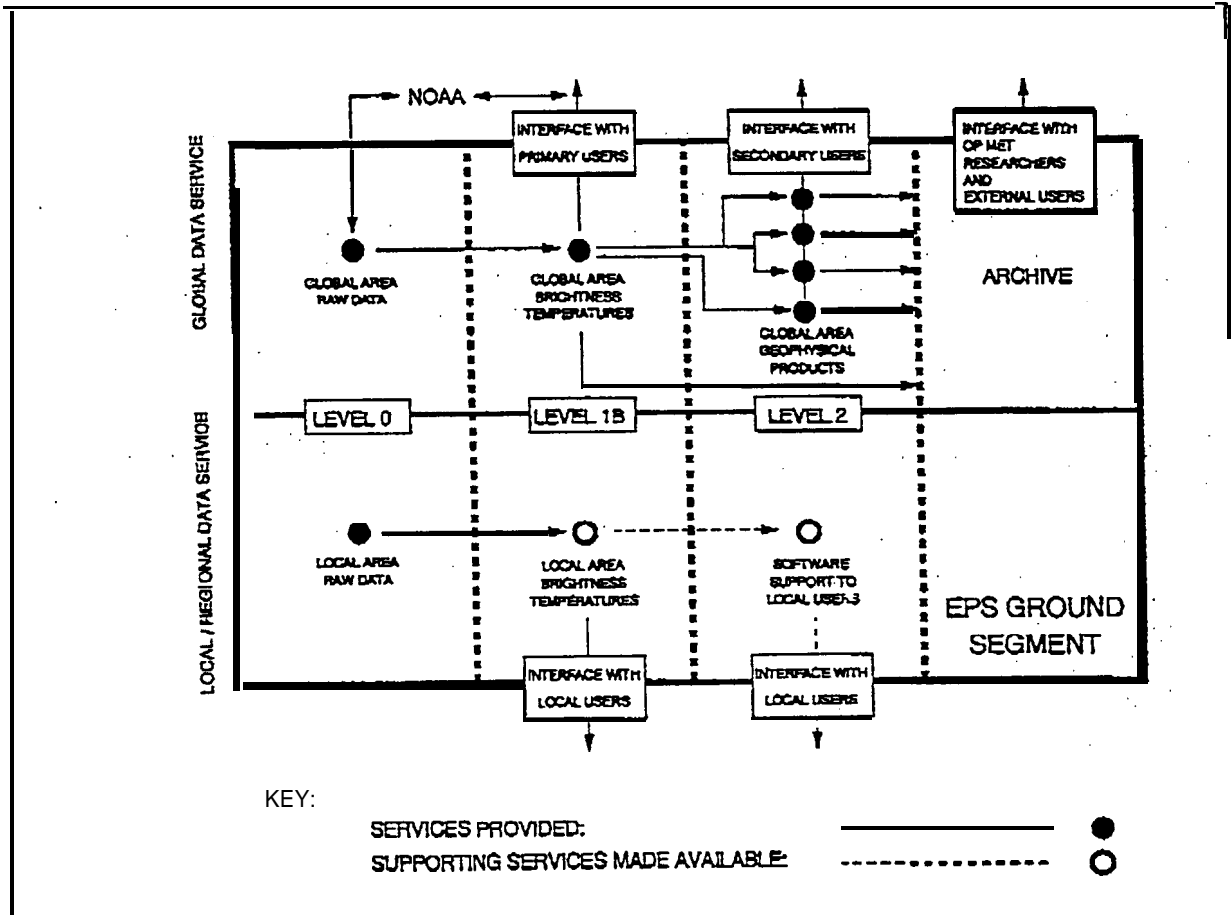 NOAA
INTERFACE WITH
PRIMARY USERS
INTERFACE WITH
SECONDARY USERS
INTERFACE WITH
OP MET
RESEARCHERS
AND
EXTERNAL USERS
GLOBAL DATA SERVICE
GLOBAL AREA
RAW DATA
GLOBAL AREA
BRIGHTNESS
TEMPERATURES
GLOBAL AREA
GEOPHYSICAL
PRODUCTS
ARCHIVE
LEVEL 0
LEVEL 1B
LEVEL 2
LOCAL / REGIONAL DATA SERVICE
LOCAL AREA
RAW DATA
LOCAL AREA
BRIGHTNESS
TEMPERATURES
SOFTWARE
SUPPORT TO
LOCAL USERS
EPS GROUND
SEGMENT
INTERFACE WITH
LOCAL USERS
INTERFACE WITH
LOCAL USERS
KEY:
SERVICES PROVIDED:
SUPPORTING SERVICES MADE AVAILABLE: